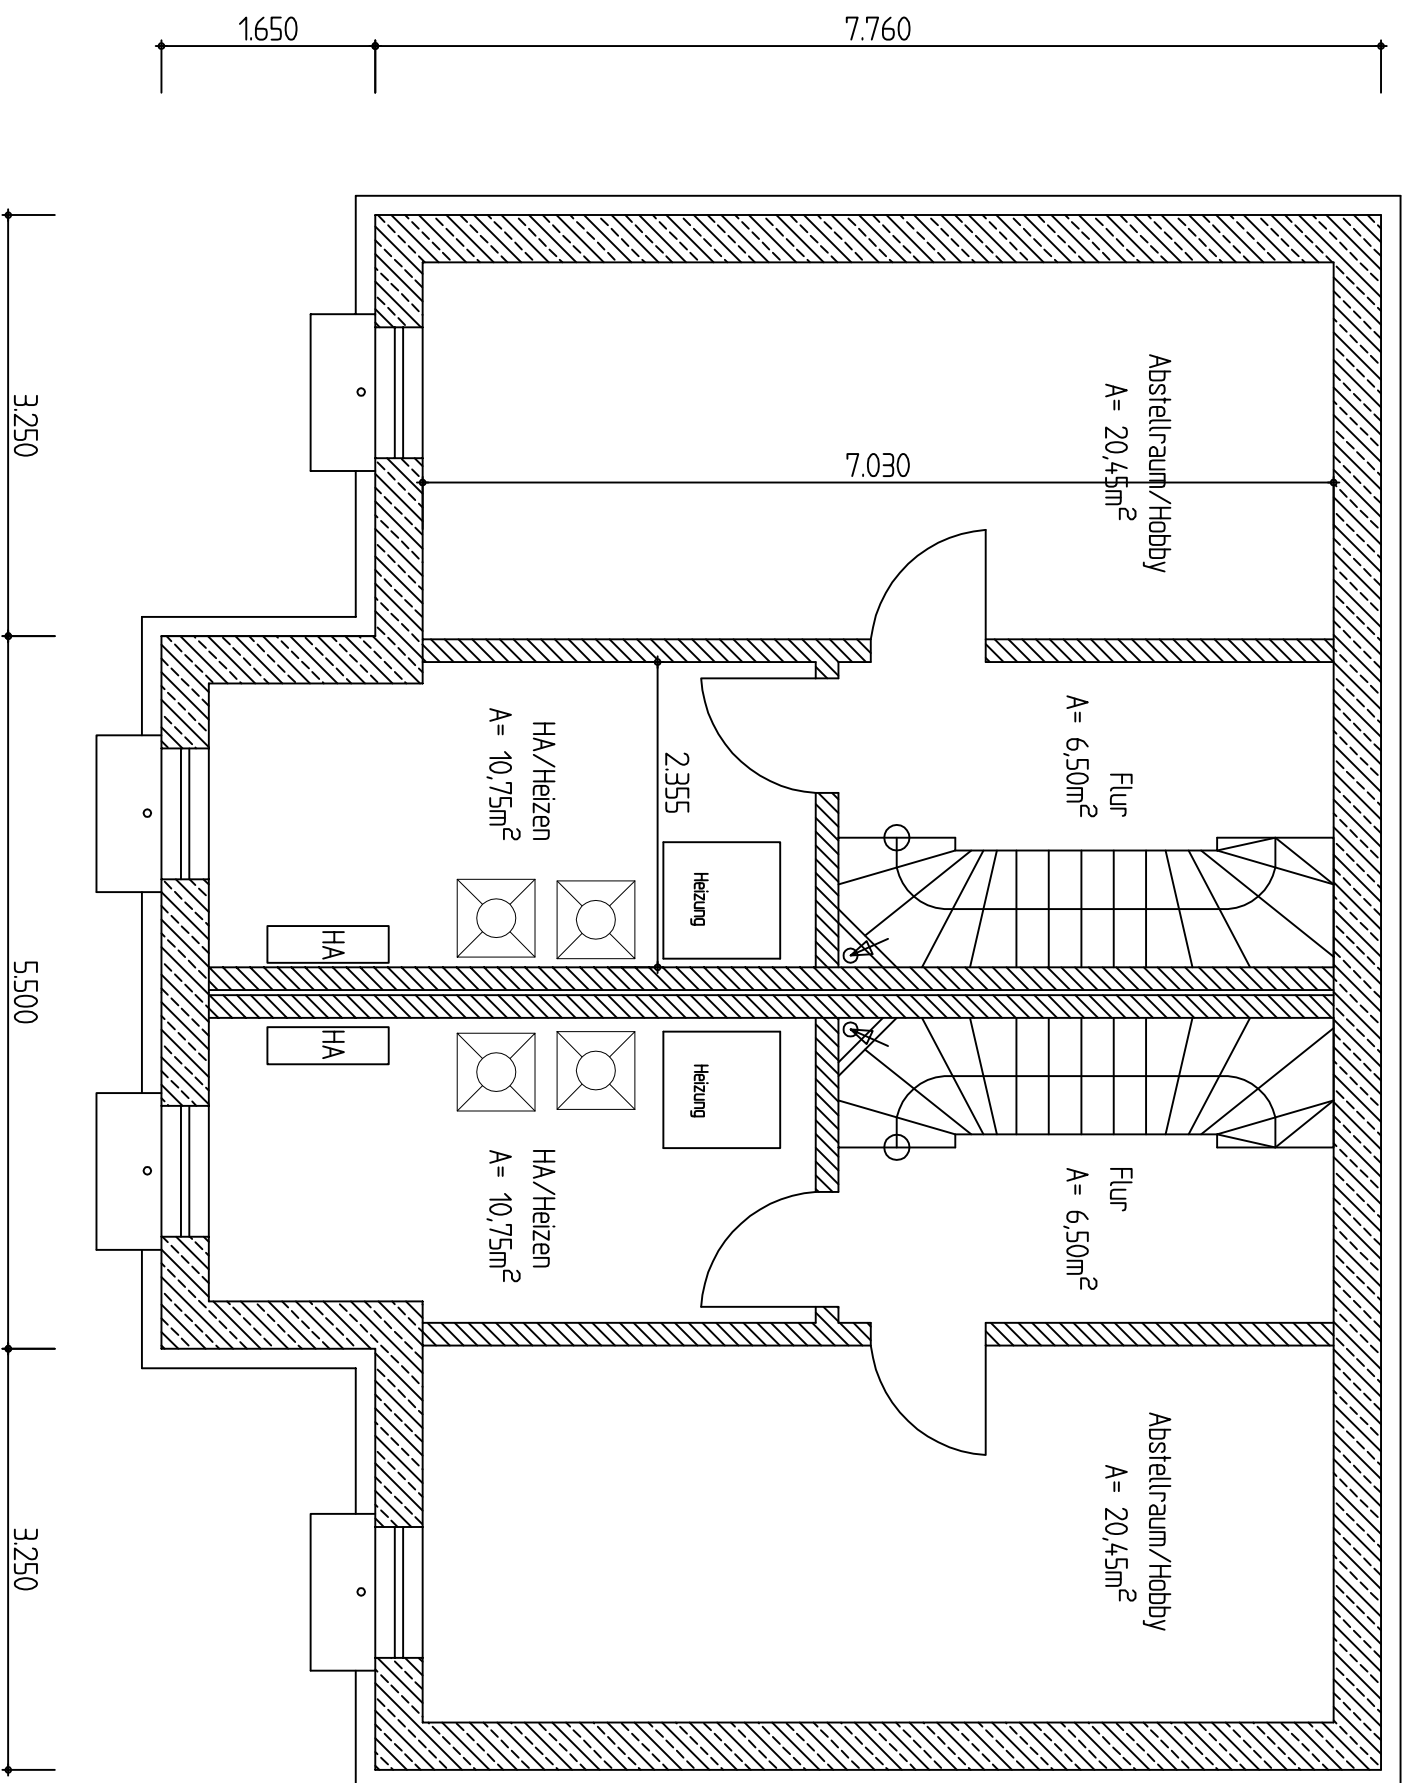 1.650
7.760
Abstellraum/Hobby
A= 20,45m²
7.030
3.250
Flur
A= 6,50m²
HA/Heizen
A= 10,75m²
2.355
Heizung
HA
5.500
HA
Heizung
HA/Heizen
A= 10,75m²
Flur
A= 6,50m²
Abstellraum/Hobby
A= 20,45m²
3.250